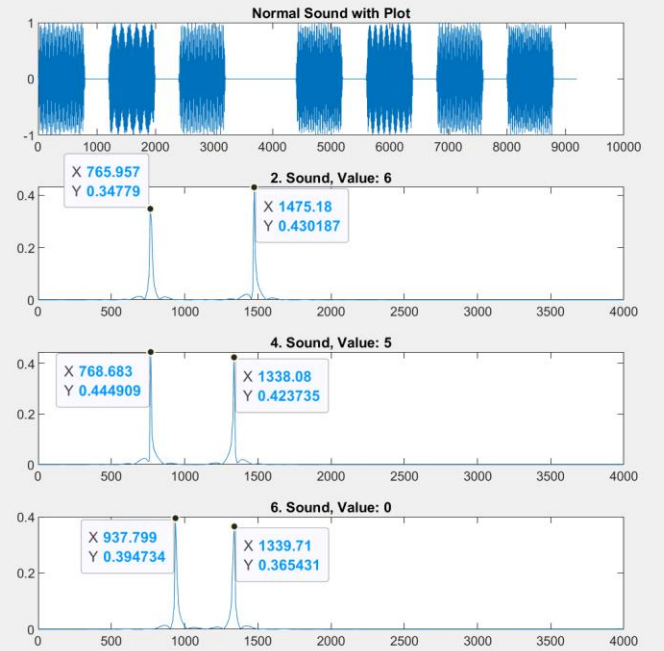 Normal Sound with Plot
1
0
-1
0 1000 2000 3000 4000 5000 6000 7000 8000 9000 10000
X 765.957
Y 0.34779
2. Sound, Value: 6
X 1475.18
Y 0.430187
0.4
0.2
0
0 500 1000 1500 2000 2500 3000 3500 4000
4. Sound, Value: 5
X 768.683
Y 0.444909
X 1338.08
Y 0.423735
0.4
0.2
0
0 500 1000 1500 2000 2500 3000 3500 4000
6. Sound, Value: 0
X 937.799
Y 0.394734
X 1339.71
Y 0.365431
0.4
0.2
0
0 500 1000 1500 2000 2500 3000 3500 4000